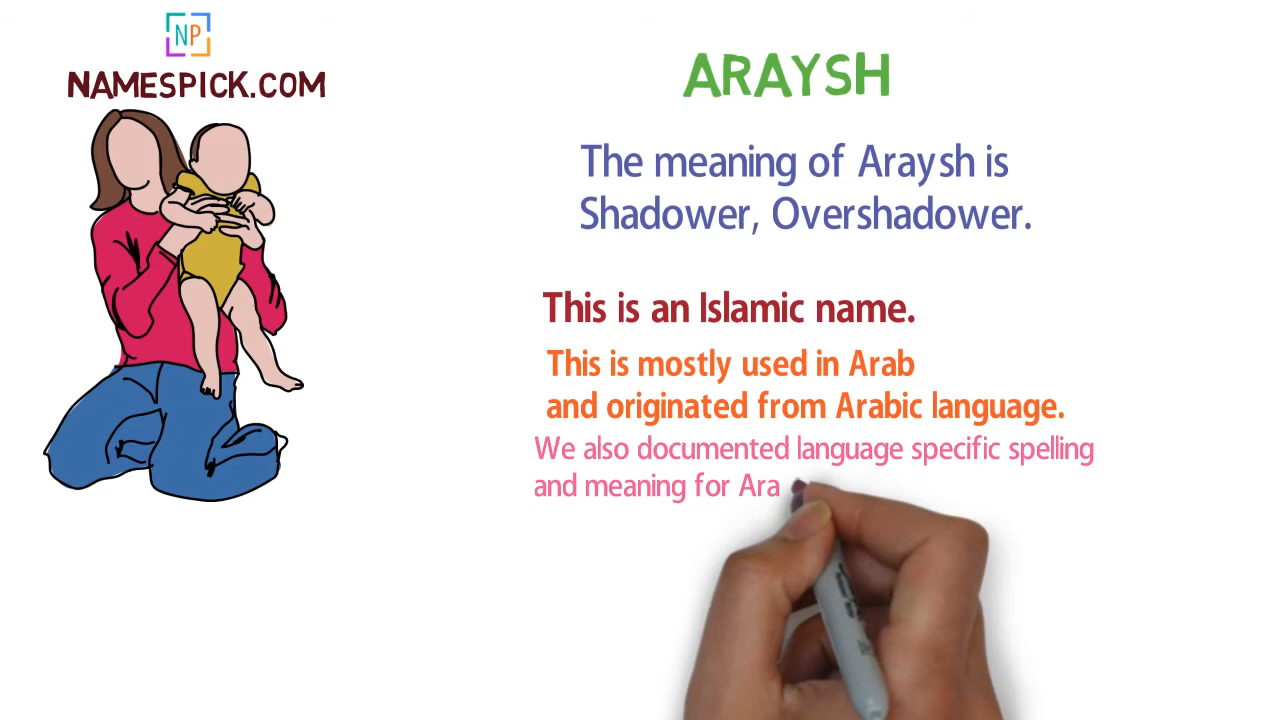 NP
NAMESPICK.COM
ARAYSH
The meaning of Araysh is
Shadower, Overshadower.
This is an Islamic name.
This is mostly used in Arab
and originated from Arabic language.
We also documented language specific spelling
and meaning for Ara